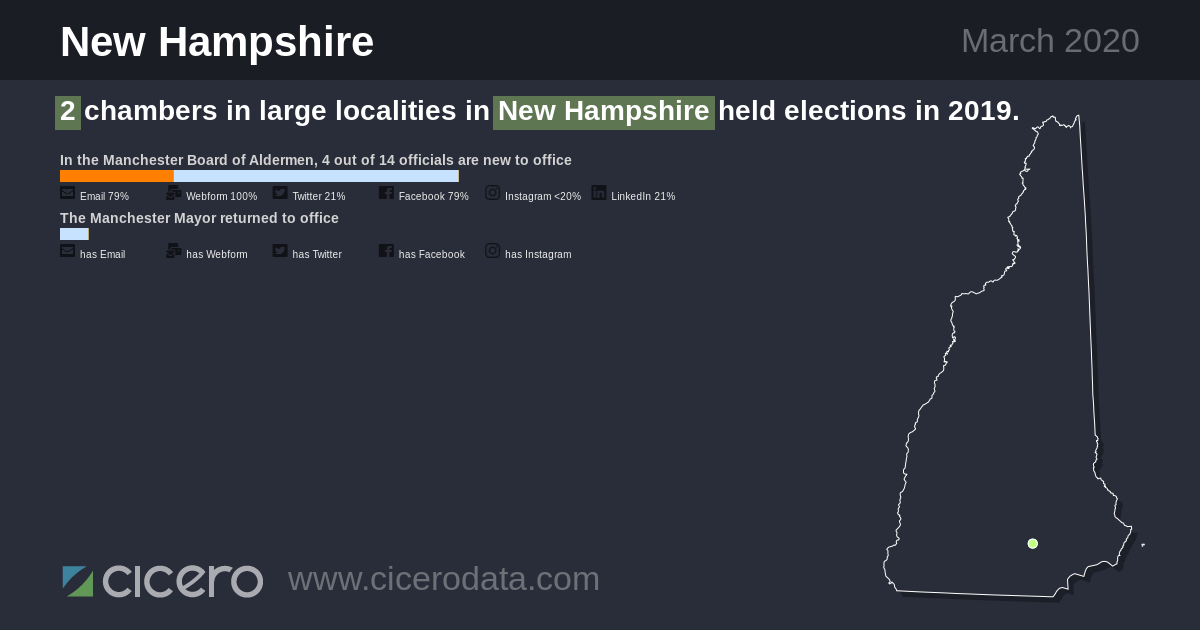 New Hampshire
March 2020
2 chambers in large localities in New Hampshire held elections in 2019.
In the Manchester Board of Aldermen, 4 out of 14 officials are new to office
Email 79% Webform 100% Twitter 21% Facebook 79% Instagram <20% LinkedIn 21%
The Manchester Mayor returned to office
has Email has Webform has Twitter has Facebook has Instagram
cicero www.cicerodata.com